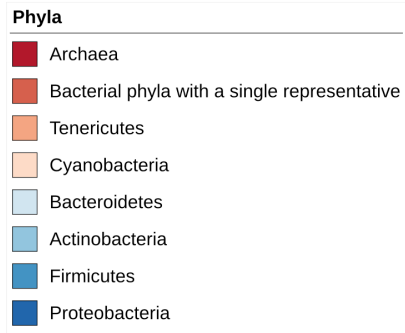 Phyla
Archaea
Bacterial phyla with a single representative
Tenericutes
Cyanobacteria
Bacteroidetes
Actinobacteria
Firmicutes
Proteobacteria